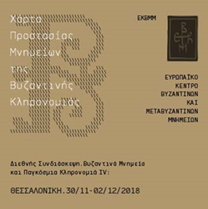 Χάρτα
Προστασίας
Μνημείων
της
Βυζαντινής
Κληρονομιάς
ΕΚΒΜΜ
ΕΥΡΩΠΑΪΚΟ
ΚΕΝΤΡΟ
ΒΥΖΑΝΤΙΝΩΝ
ΚΑΙ
ΜΕΤΑΒΥΖΑΝΤΙΝΩΝ
ΜΝΗΜΕΙΩΝ
Διεθνής Συνδιάσκεψη.Βυζαντινά Μνημεία
και Παγκόσμια Κληρονομιά IV:
ΘΕΣΣΑΛΟΝΙΚΗ.30/11-02/12/2018